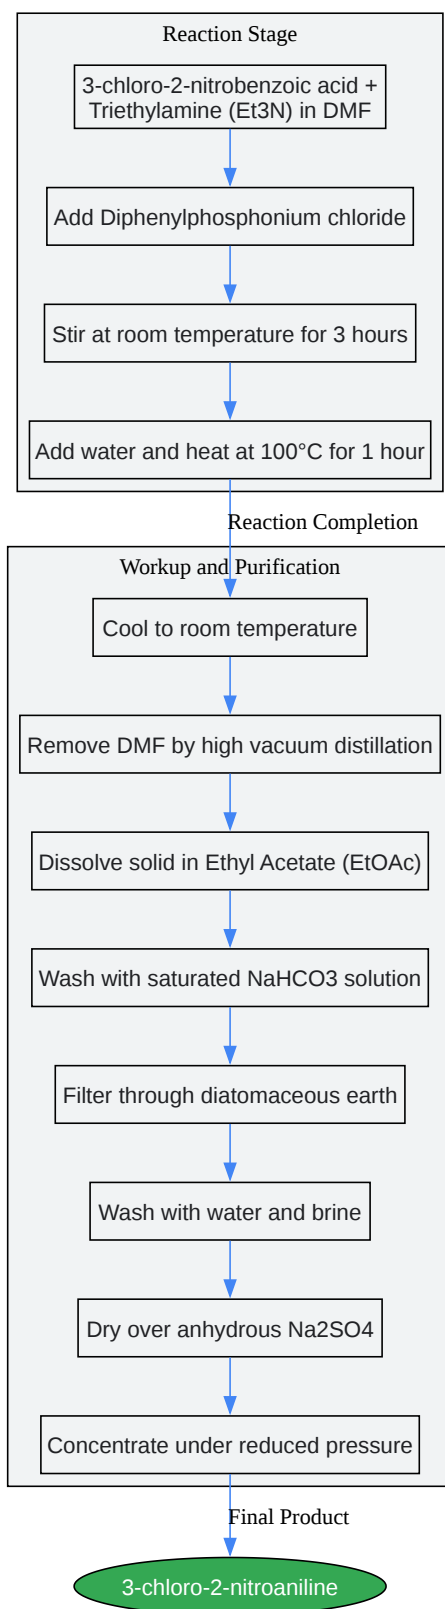 Reaction Stage
3-chloro-2-nitrobenzoic acid +
Triethylamine (Et3N) in DMF
Add Diphenylphosphonium chloride
Stir at room temperature for 3 hours
Add water and heat at 100°C for 1 hour
Reaction Completion
Workup and Purification
Cool to room temperature
Remove DMF by high vacuum distillation
Dissolve solid in Ethyl Acetate (EtOAc)
Wash with saturated NaHCO3 solution
Filter through diatomaceous earth
Wash with water and brine
Dry over anhydrous Na2SO4
Concentrate under reduced pressure
Final Product
3-chloro-2-nitroaniline